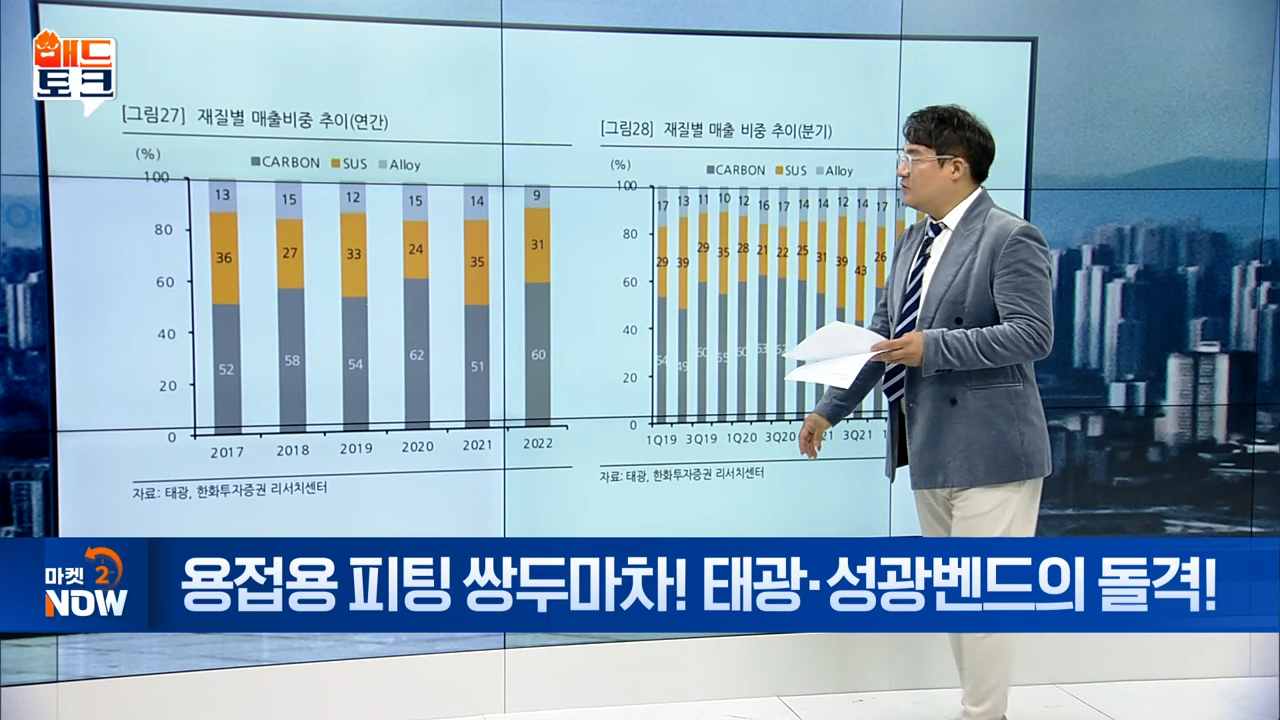 해드
토크
[그림27] 재질별 매출비중 추이(연간)
(%)
CARBON SUS Alloy
100
80
60
40
20
0
13 15 12 15 14 9
36 27 33 24 35 31
52 58 54 62 51 60
2017 2018 2019 2020 2021 2022
자료: 태광, 한화투자증권 리서치센터
[그림28] 재질별 매출 비중 추이(분기)
(%)
CARBON SUS Alloy
100
80
60
40
20
0
17 13 11 10 12 16 17 14 14 12 14 17
29 39 29 35 28 21 22 25 31 39 43 26
54 49 60 55 60 63
1Q19 3Q19 1Q20 3Q20 3Q21
자료: 태광, 한화투자증권 리서치센터
마켓 2
NOW
용접용 피팅 쌍두마차! 태광·성광벤드의 돌격!